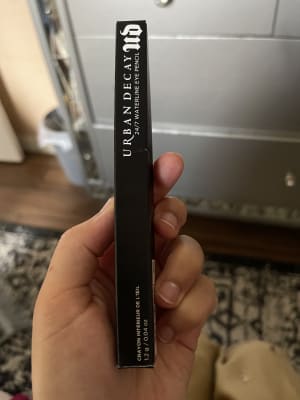 UD
URBAN DECAY
24/7 WATERLINE EYE PENCIL
CRAYON INTÉRIEUR DE L'ŒIL
1.2 g / 0.04 oz